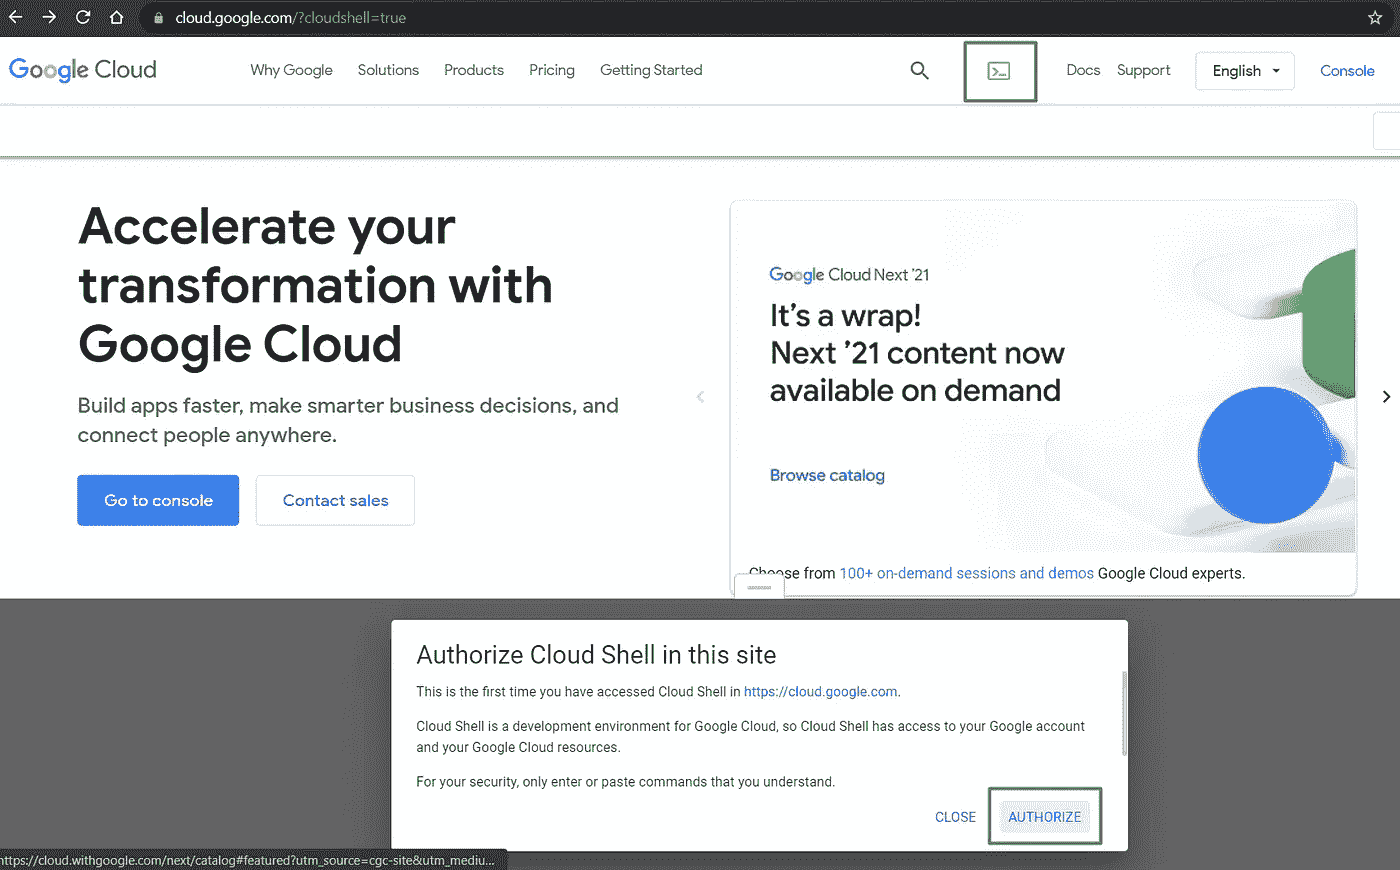 cloud.google.com/?cloudshell=true
Google Cloud
Why Google Solutions Products Pricing Getting Started
Docs Support English Console
Accelerate your
transformation with
Google Cloud
Build apps faster, make smarter business decisions, and
connect people anywhere.
Go to console Contact sales
Google Cloud Next ’21
It’s a wrap!
Next ’21 content now
available on demand
Browse catalog
Choose from 100+ on-demand sessions and demos Google Cloud experts.
Authorize Cloud Shell in this site
This is the first time you have accessed Cloud Shell in https://cloud.google.com.
Cloud Shell is a development environment for Google Cloud, so Cloud Shell has access to your Google account
and your Google Cloud resources.
For your security, only enter or paste commands that you understand.
CLOSE AUTHORIZE
https://cloud.withgoogle.com/next/catalog#featured?utm_source=cgc-site&utm_mediu...